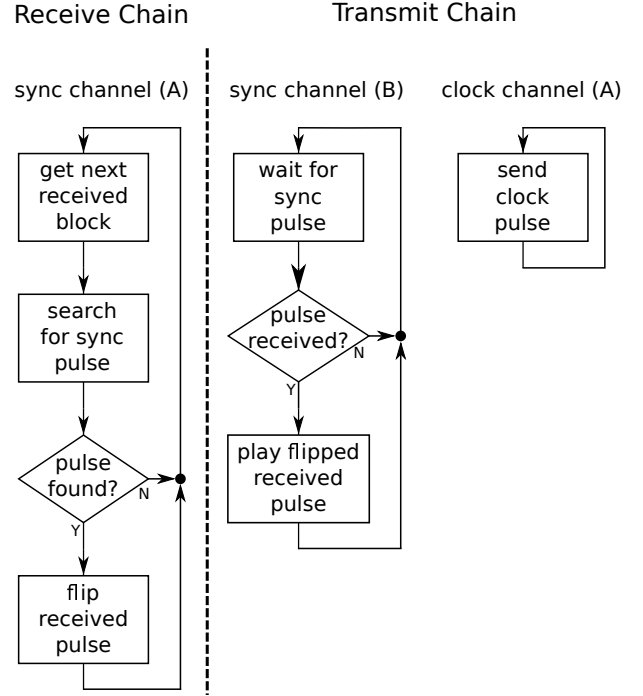 Receive Chain
Transmit Chain
sync channel (A)
sync channel (B)
clock channel (A)
get next
received
block
search
for sync
pulse
pulse
found?
N
Y
flip
received
pulse
wait for
sync
pulse
pulse
received?
N
Y
play flipped
received
pulse
send
clock
pulse